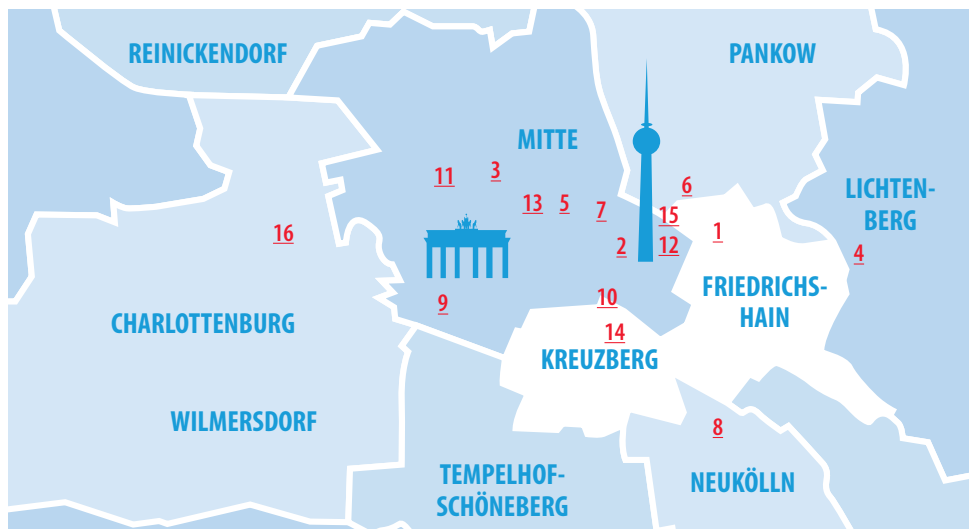 REINICKENDORF
PANKOW
MITTE
11
3
6
LICHTEN-
BERG
13
5
7
15
1
16
2
12
4
9
10
FRIEDRICHS-
HAIN
CHARLOTTENBURG
14
KREUZBERG
WILMERSDORF
8
TEMPELHOF-
SCHÖNEBERG
NEUKÖLLN